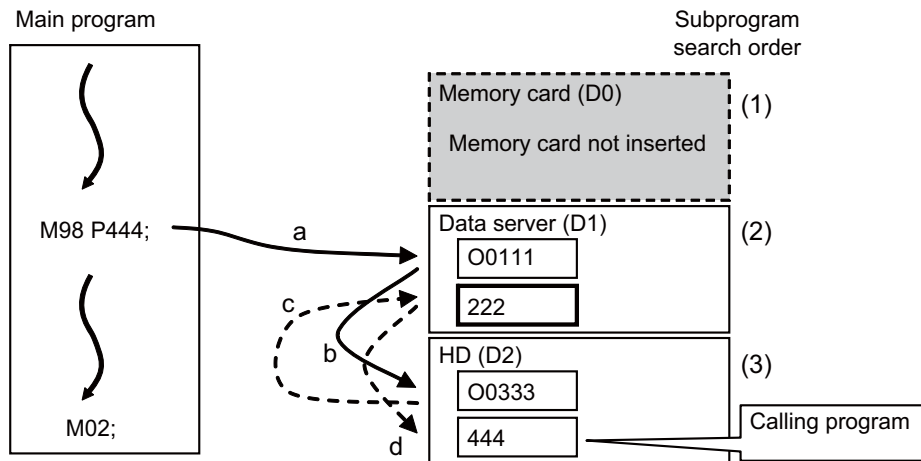 Main program
Subprogram
search order
Memory card (D0)
(1)
Memory card not inserted
M98 P444;
a
Data server (D1)
(2)
O0111
c
222
b
HD (D2)
(3)
O0333
M02;
d
444
Calling program